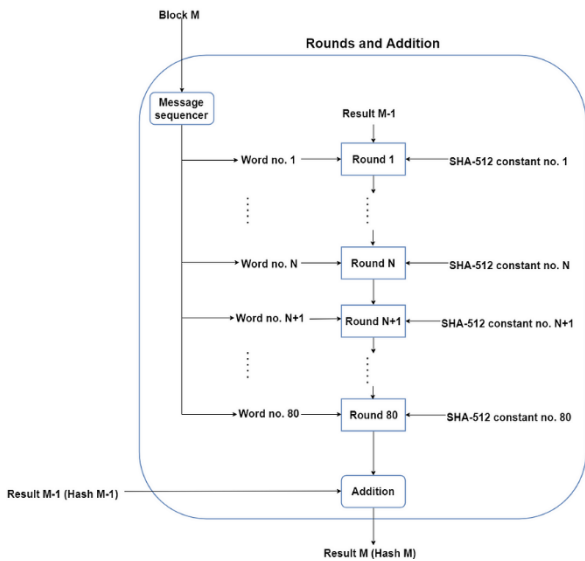 Block M
Rounds and Addition
Message
sequencer
Result M-1
Word no. 1
Round 1
SHA-512 constant no. 1
Word no. N
Round N
SHA-512 constant no. N
Word no. N+1
Round N+1
SHA-512 constant no. N+1
Word no. 80
Round 80
SHA-512 constant no. 80
Result M-1 (Hash M-1)
Addition
Result M (Hash M)